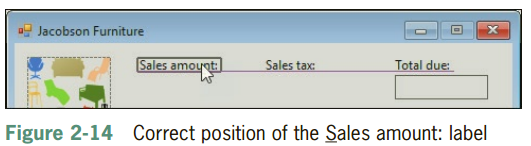 Jacobson Furniture
Sales amount: Sales tax: Total due:
Figure 2-14 Correct position of the Sales amount: label